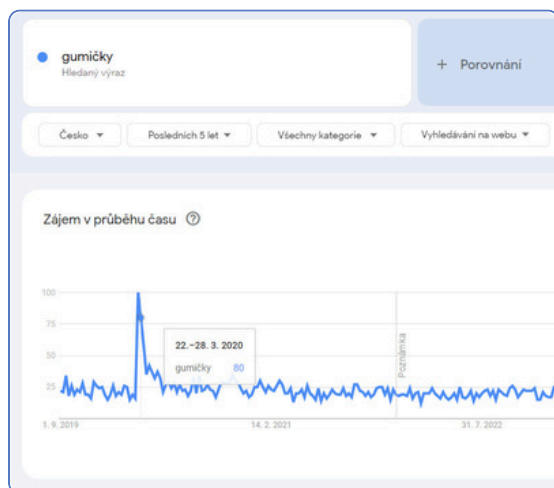 gumičky
Hledaný výraz
+ Porovnání
Česko
Posledních 5 let
Všechny kategorie
Vyhledávání na webu
Zájem v průběhu času
100
75
50
25
22.–28. 3. 2020
gumičky 80
Poznámka
1. 9. 2019
14. 2. 2021
31. 7. 2022